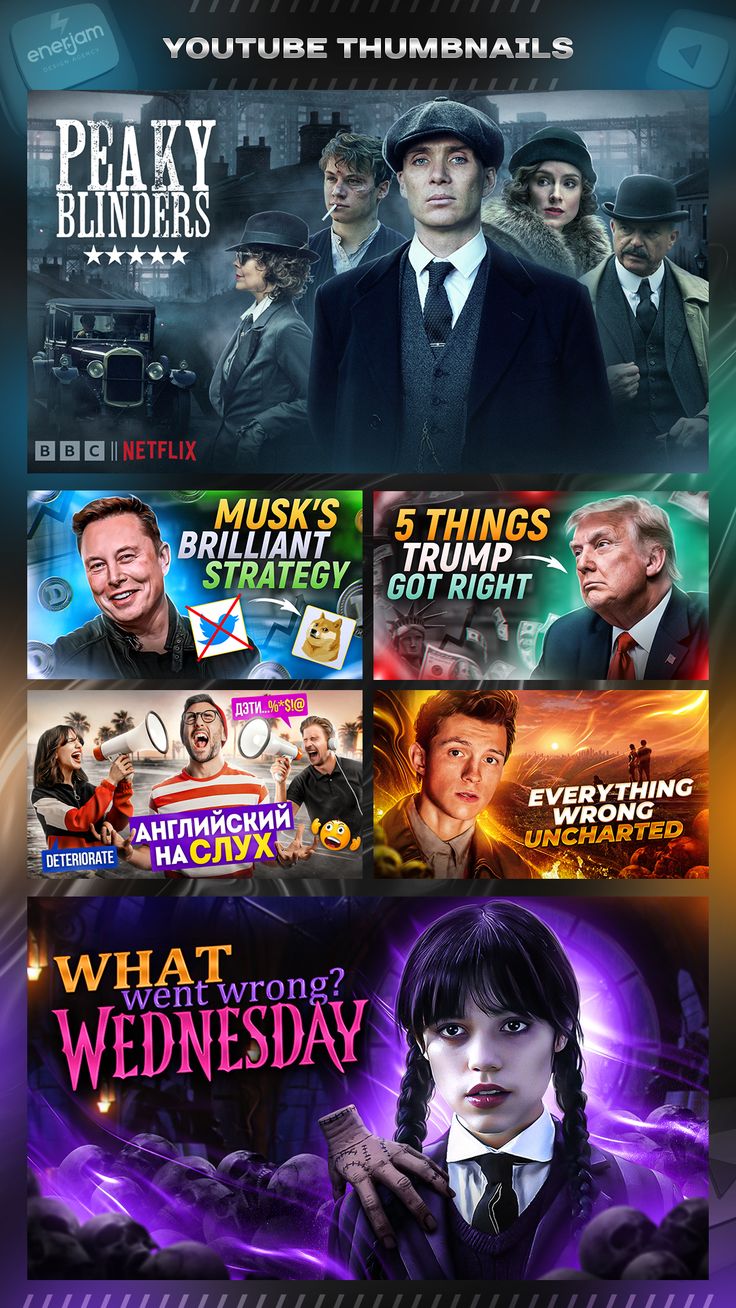 enerjam
DESIGN AGENCY
YOUTUBE THUMBNAILS
PEAKY
BLINDERS
BBC || NETFLIX
MUSK'S
BRILLIANT
STRATEGY
5 THINGS
TRUMP
GOT RIGHT
ДЭТИ...%*$!@
АНГЛИЙСКИЙ
НА СЛУХ
DETERIORATE
EVERYTHING
WRONG
UNCHARTED
WHAT
went wrong?
WEDNESDAY